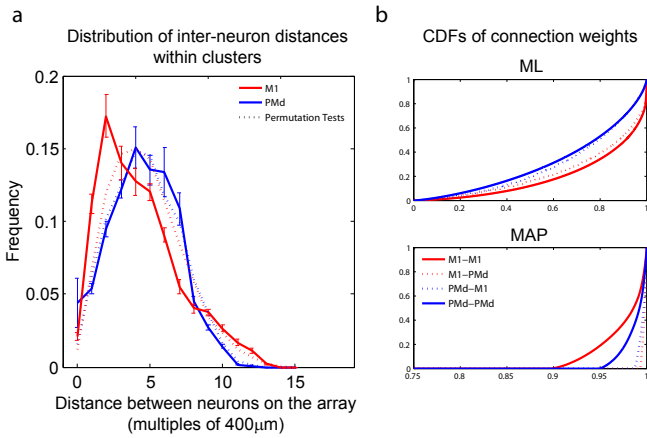 a
Distribution of inter-neuron distances
within clusters
0.2
0.15
0.1
0.05
0
Frequency
M1
PMd
Permutation Tests
0 5 10 15
Distance between neurons on the array
(multiples of 400μm)
b
CDFs of connection weights
ML
1
0.8
0.6
0.4
0.2
0
0 0.2 0.4 0.6 0.8 1
MAP
1
0.8
0.6
0.4
0.2
0
M1−M1
M1−PMd
PMd−M1
PMd−PMd
0.75 0.8 0.85 0.9 0.95 1